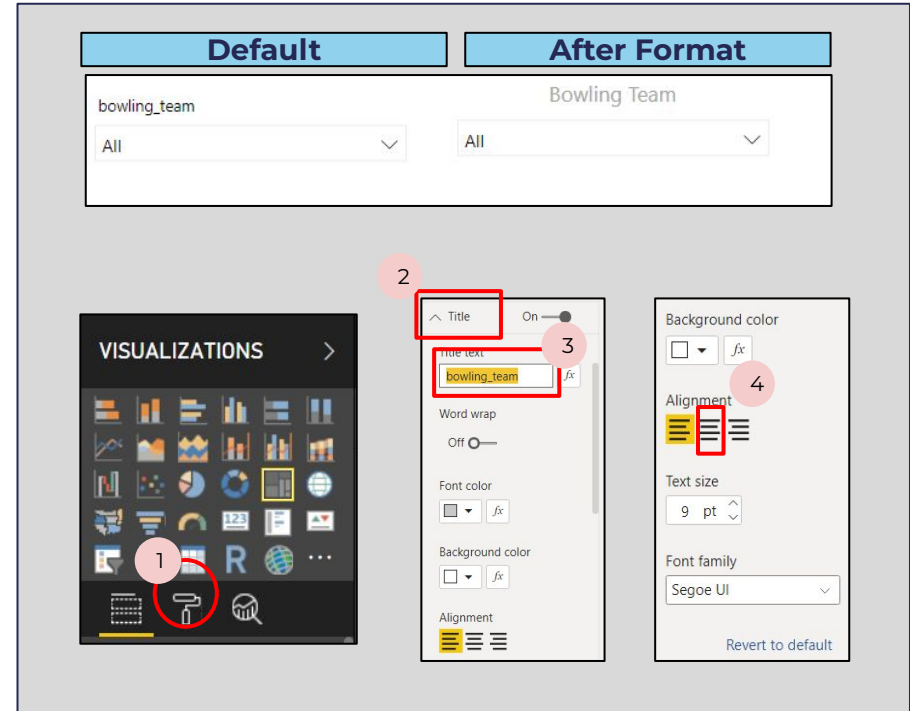 Default
After Format
bowling_team
Bowling Team
All
All
2
VISUALIZATIONS
123
R
1
Title
On
3
Title text
bowling_team
fx
Word wrap
Off
Font color
fx
Background color
fx
Alignment
Background color
fx
4
Alignment
Text size
9 pt
Font family
Segoe UI
Revert to default